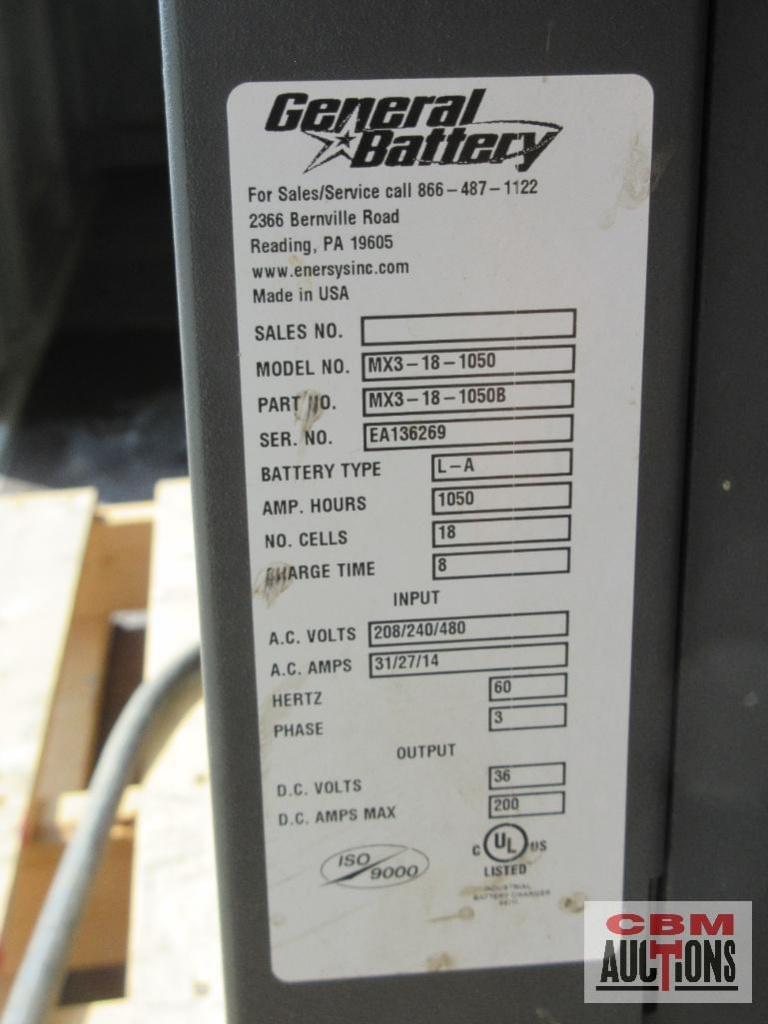 General
Battery
For Sales/Service call 866-487-1122
2366 Bernville Road
Reading, PA 19605
www.enersysinc.com
Made in USA
SALES NO.
MODEL NO. MX3-18-1050
PART NO. MX3-18-1050B
SER. NO. EA136269
BATTERY TYPE L-A
AMP. HOURS 1050
NO. CELLS 18
CHARGE TIME 8
INPUT
A.C. VOLTS 208/240/480
A.C. AMPS 31/27/14
HERTZ 60
PHASE 3
OUTPUT
D.C. VOLTS 36
D.C. AMPS MAX 200
ISO 9000
C UL US
LISTED
INDUSTRIAL
BATTERY CHARGER
CBM
AUCTIONS